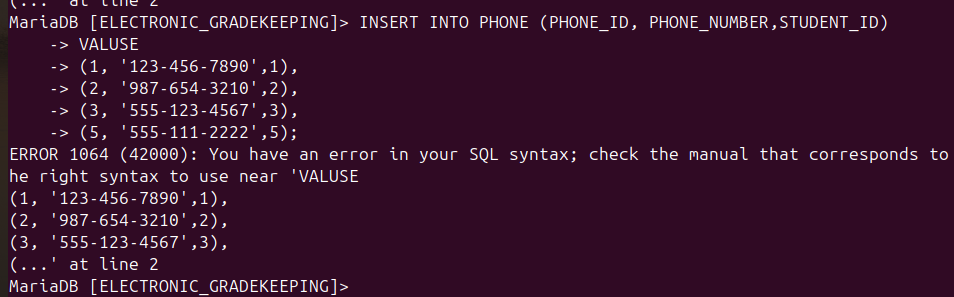 (... at line 2
MariaDB [ELECTRONIC_GRADEKEEPING]> INSERT INTO PHONE (PHONE_ID, PHONE_NUMBER,STUDENT_ID)
    -> VALUSE
    -> (1, '123-456-7890',1),
    -> (2, '987-654-3210',2),
    -> (3, '555-123-4567',3),
    -> (5, '555-111-2222',5);
ERROR 1064 (42000): You have an error in your SQL syntax; check the manual that corresponds to
he right syntax to use near 'VALUSE
(1, '123-456-7890',1),
(2, '987-654-3210',2),
(3, '555-123-4567',3),
(...' at line 2
MariaDB [ELECTRONIC_GRADEKEEPING]>